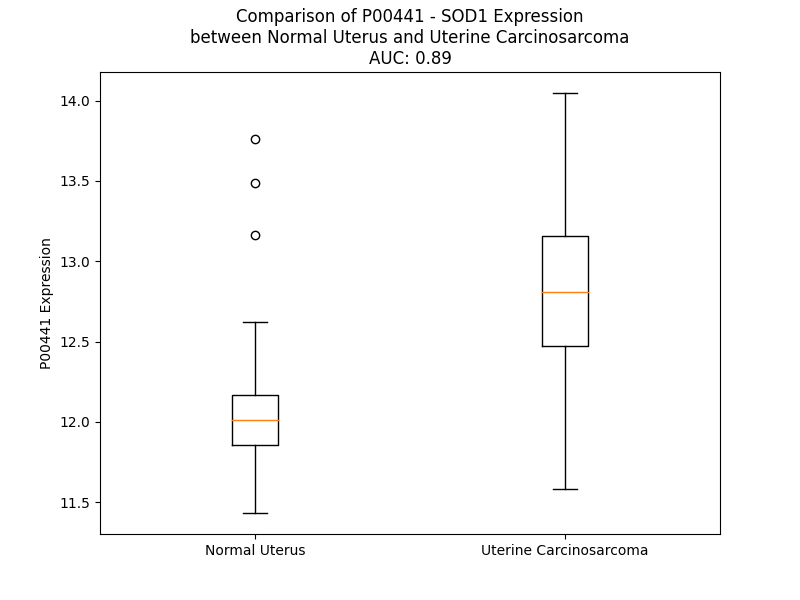 Comparison of P00441 - SOD1 Expression
between Normal Uterus and Uterine Carcinosarcoma
AUC: 0.89
14.0
13.5
13.0
12.5
12.0
11.5
P00441 Expression
Normal Uterus
Uterine Carcinosarcoma